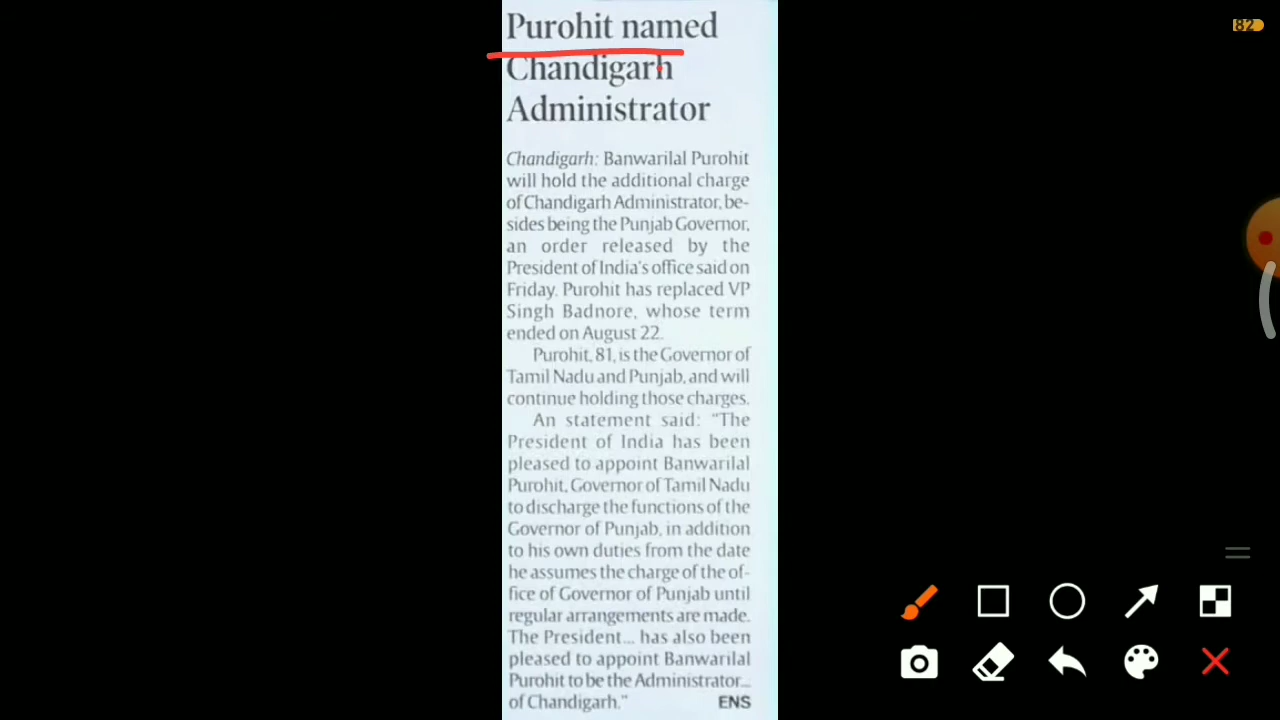 Purohit named
Chandigarh
Administrator
Chandigarh: Banwarilal Purohit
will hold the additional charge
of Chandigarh Administrator, be-
sides being the Punjab Governor,
an order released by the
President of India's office said on
Friday. Purohit has replaced VP
Singh Badnore, whose term
ended on August 22.
Purohit, 81, is the Governor of
Tamil Nadu and Punjab, and will
continue holding those charges.
An statement said: "The
President of India has been
pleased to appoint Banwarilal
Purohit, Governor of Tamil Nadu
to discharge the functions of the
Governor of Punjab, in addition
to his own duties from the date
he assumes the charge of the of-
fice of Governor of Punjab until
regular arrangements are made.
The President... has also been
pleased to appoint Banwarilal
Purohit to be the Administrator...
of Chandigarh."
ENS
82